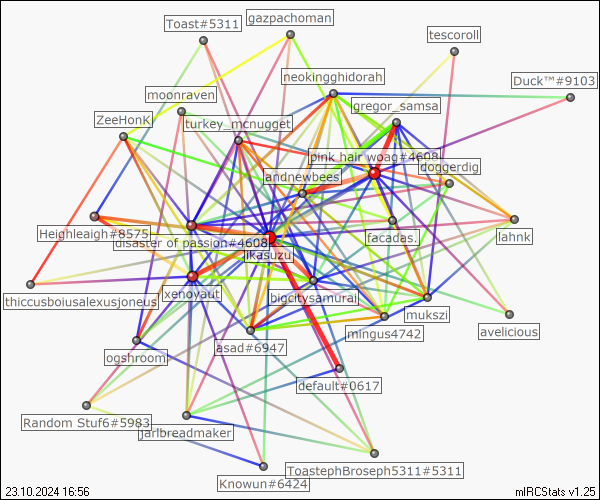 gazpachoman
Toast#5311
tescoroll
neokingghidorah
Duck™#9103
moonraven
gregor_samsa
ZeeHonk
turkey_mcnugget
pink hair woag#4608
doggerdig
andnewbees
Heighleaigh#8575
disaster of passion#4608
facadas.
lahnk
ikasuzu
thiccusboiusalexusjoneus
xenoyaut
bigcitysamurai
mukszi
avelicious
mingus4742
asad#6947
ogshroom
default#0617
Random Stuf6#5983
jarlbreadmaker
ToastephBroseph5311#5311
Knowun#6424
23.10.2024 16:56
mIRCStats v1.25